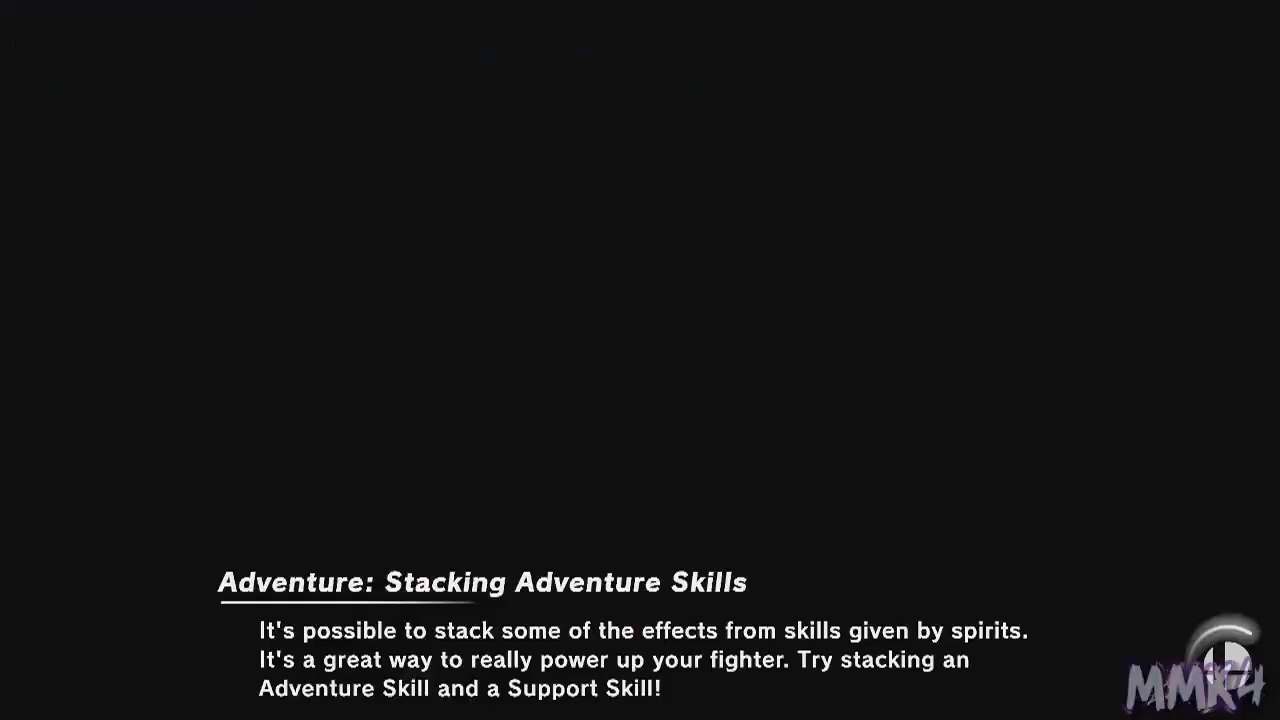 Adventure: Stacking Adventure Skills
It's possible to stack some of the effects from skills given by spirits.
It's a great way to really power up your fighter. Try stacking an
Adventure Skill and a Support Skill!
MMK4